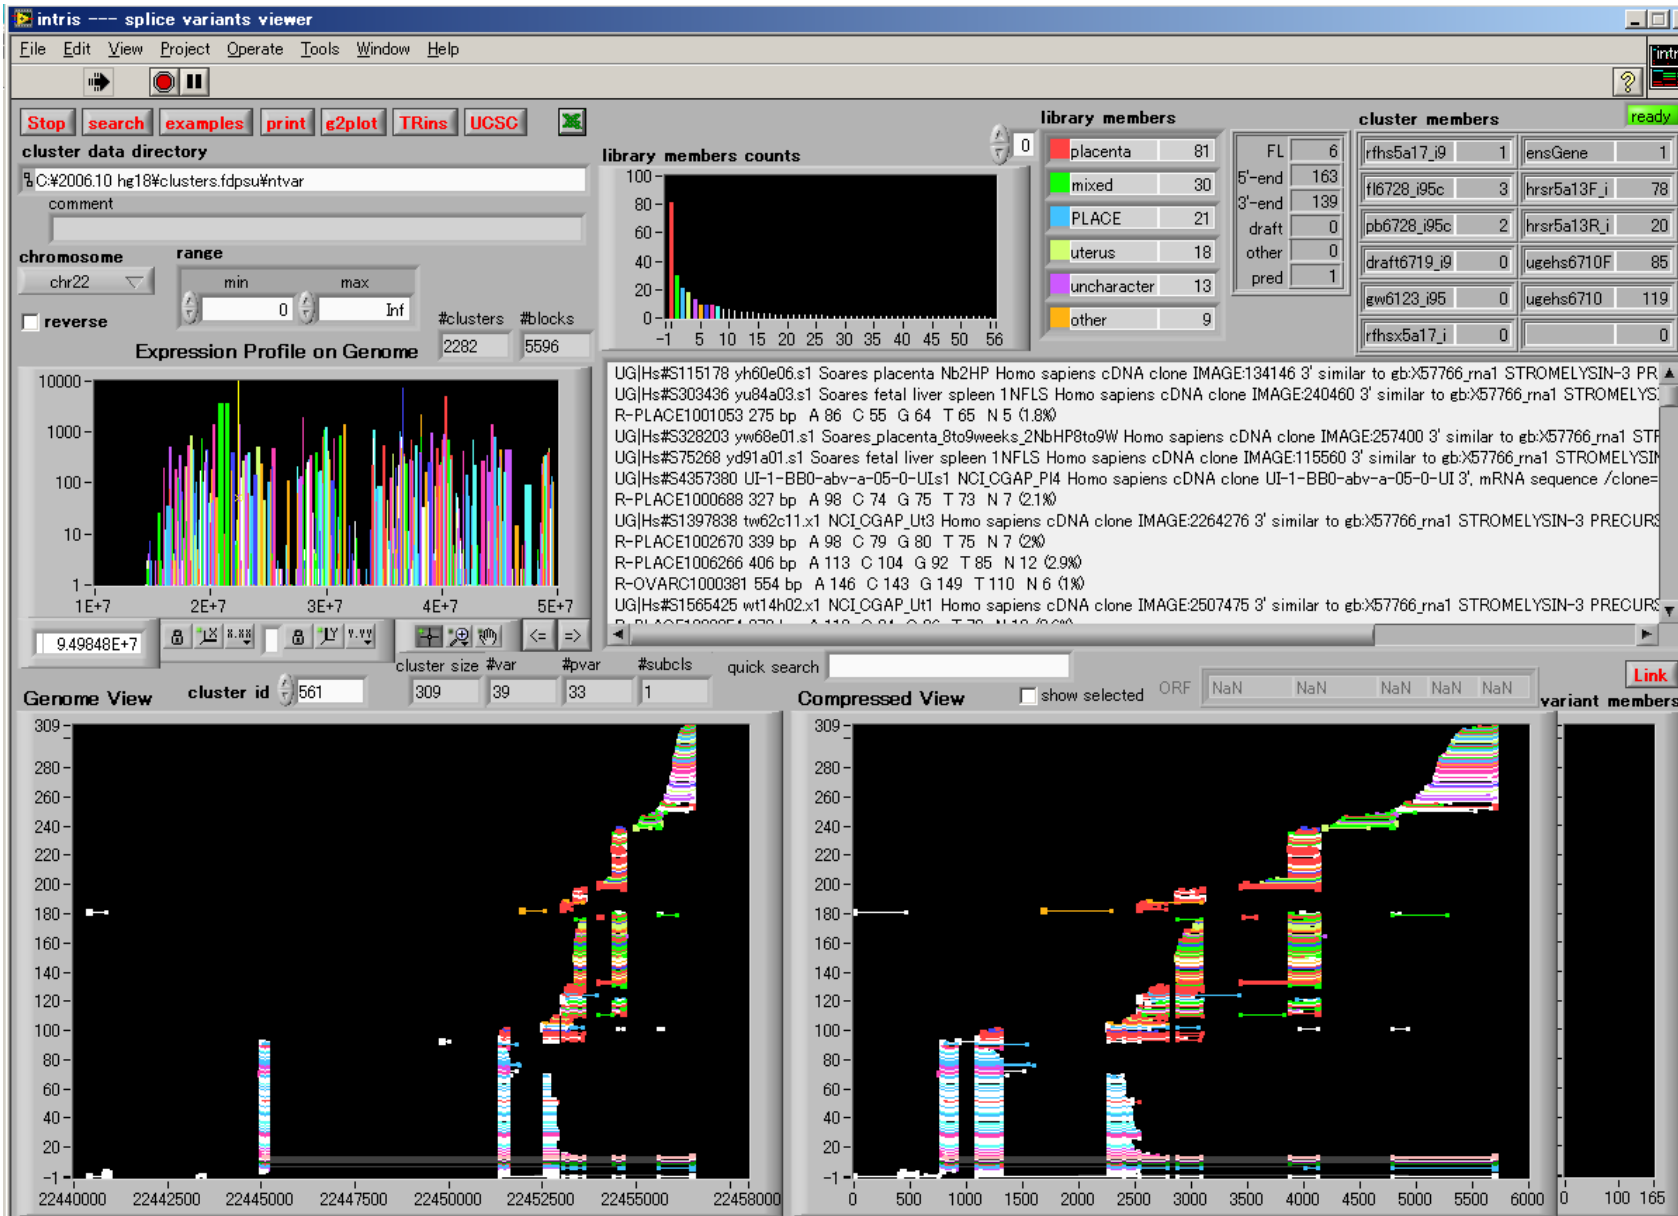 intris --- splice variants viewer
File Edit View Project Operate Tools Window Help
intr
?
Stop search examples print g2plot TRins UCSC
cluster data directory
C:¥2006.10 hg18¥clusters.fdpsu¥ntvar
comment
chromosome
chr22
range
min max
0 Inf
reverse
#clusters #blocks
2282 5596
library members counts
0
100
80
60
40
20
0
-1 5 10 15 20 25 30 35 40 45 50 56
library members
placenta 81
mixed 30
PLACE 21
uterus 18
uncharacter 13
other 9
FL 6
5'-end 163
3'-end 139
draft 0
other 0
pred 1
cluster members
ready
rfhs5a17_i9 1 ensGene 1
fl6728_i95c 3 hrsr5a13F_i 78
pb6728_i95c 2 hrsr5a13R_i 20
draft6719_i9 0 ugehs6710F 85
gw6123_i95 0 ugehs6710 119
rfhsx5a17_i 0 0
Expression Profile on Genome
10000
1000
100
10
1
1E+7 2E+7 3E+7 4E+7 5E+7
9.49848E+7
X X.XX Y Y.YY <= =>
UG|Hs#S115178 yh60e06.s1 Soares placenta Nb2HP Homo sapiens cDNA clone IMAGE:134146 3' similar to gb:X57766_rna1 STROMELYSIN-3 PR
UG|Hs#S303436 yu84a03.s1 Soares fetal liver spleen 1NFLS Homo sapiens cDNA clone IMAGE:240460 3' similar to gb:X57766_rna1 STROMELYS
R-PLACE1001053 275 bp A 86 C 55 G 64 T 65 N 5 (1.8%)
UG|Hs#S328203 yw68e01.s1 Soares_placenta_8to9weeks_2NbHP8to9W Homo sapiens cDNA clone IMAGE:257400 3' similar to gb:X57766_rna1 STF
UG|Hs#S75268 yd91a01.s1 Soares fetal liver spleen 1NFLS Homo sapiens cDNA clone IMAGE:115560 3' similar to gb:X57766_rna1 STROMELYSIN
UG|Hs#S4357380 UI-1-BB0-abv-a-05-0-UI.s1 NCI_CGAP_Pl4 Homo sapiens cDNA clone UI-1-BB0-abv-a-05-0-UI 3', mRNA sequence /clone=
R-PLACE1000688 327 bp A 98 C 74 G 75 T 73 N 7 (2.1%)
UG|Hs#S1397838 tw62c11.x1 NCI_CGAP_Ut3 Homo sapiens cDNA clone IMAGE:2264276 3' similar to gb:X57766_rna1 STROMELYSIN-3 PRECURS
R-PLACE1002670 339 bp A 98 C 79 G 80 T 75 N 7 (2%)
R-PLACE1006266 406 bp A 113 C 104 G 92 T 85 N 12 (2.9%)
R-OVARC1000381 554 bp A 146 C 143 G 149 T 110 N 6 (1%)
UG|Hs#S1565425 wt14h02.x1 NCI_CGAP_Ut1 Homo sapiens cDNA clone IMAGE:2507475 3' similar to gb:X57766_rna1 STROMELYSIN-3 PRECURS
cluster size #var #pvar #subcls
309 39 33 1
quick search
Genome View
cluster id 561
Compressed View
show selected
ORF NaN NaN NaN NaN NaN
Link
variant members
309
280
260
240
220
200
180
160
140
120
100
80
60
40
20
-1
22440000 22442500 22445000 22447500 22450000 22452500 22455000 22458000
309
280
260
240
220
200
180
160
140
120
100
80
60
40
20
-1
0 500 1000 1500 2000 2500 3000 3500 4000 4500 5000 5500 6000
0 100 165